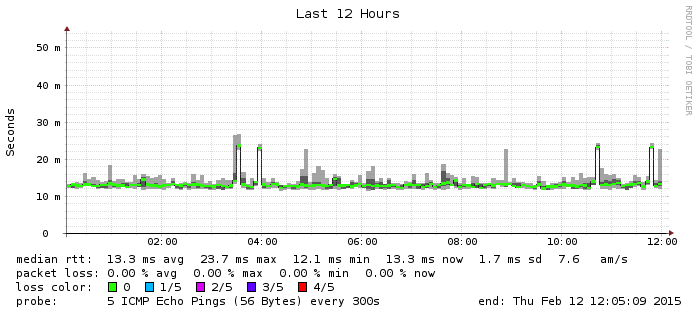 Last 12 Hours
RRDTOOL / TOBI OETIKER
Seconds
50 m
40 m
30 m
20 m
10 m
0
02:00 04:00 06:00 08:00 10:00 12:00
median rtt: 13.3 ms avg 23.7 ms max 12.1 ms min 13.3 ms now 1.7 ms sd 7.6 am/s
packet loss: 0.00 % avg 0.00 % max 0.00 % min 0.00 % now
loss color: 0 1/5 2/5 3/5 4/5
probe: 5 ICMP Echo Pings (56 Bytes) every 300s end: Thu Feb 12 12:05:09 2015